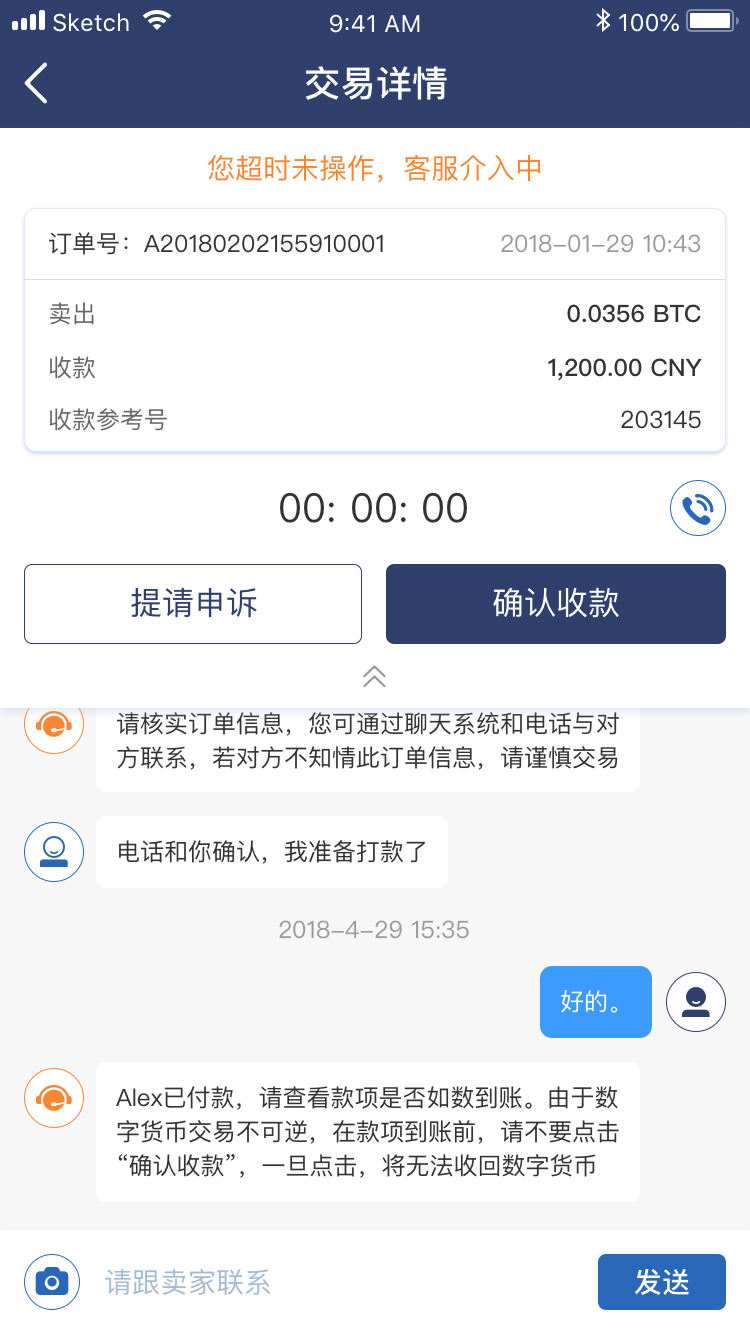 Sketch 9:41 AM 100%
交易详情
您超时未操作，客服介入中
订单号：A20180202155910001 2018-01-29 10:43
卖出 0.0356 BTC
收款 1,200.00 CNY
收款参考号 203145
00: 00: 00
提请申诉 确认收款
请核实订单信息，您可通过聊天系统和电话与对
方联系，若对方不知情此订单信息，请谨慎交易
电话和你确认，我准备打款了
2018-4-29 15:35
好的。
Alex已付款，请查看款项是否如数到账。由于数
字货币交易不可逆，在款项到账前，请不要点击
“确认收款”，一旦点击，将无法收回数字货币
请跟卖家联系 发送